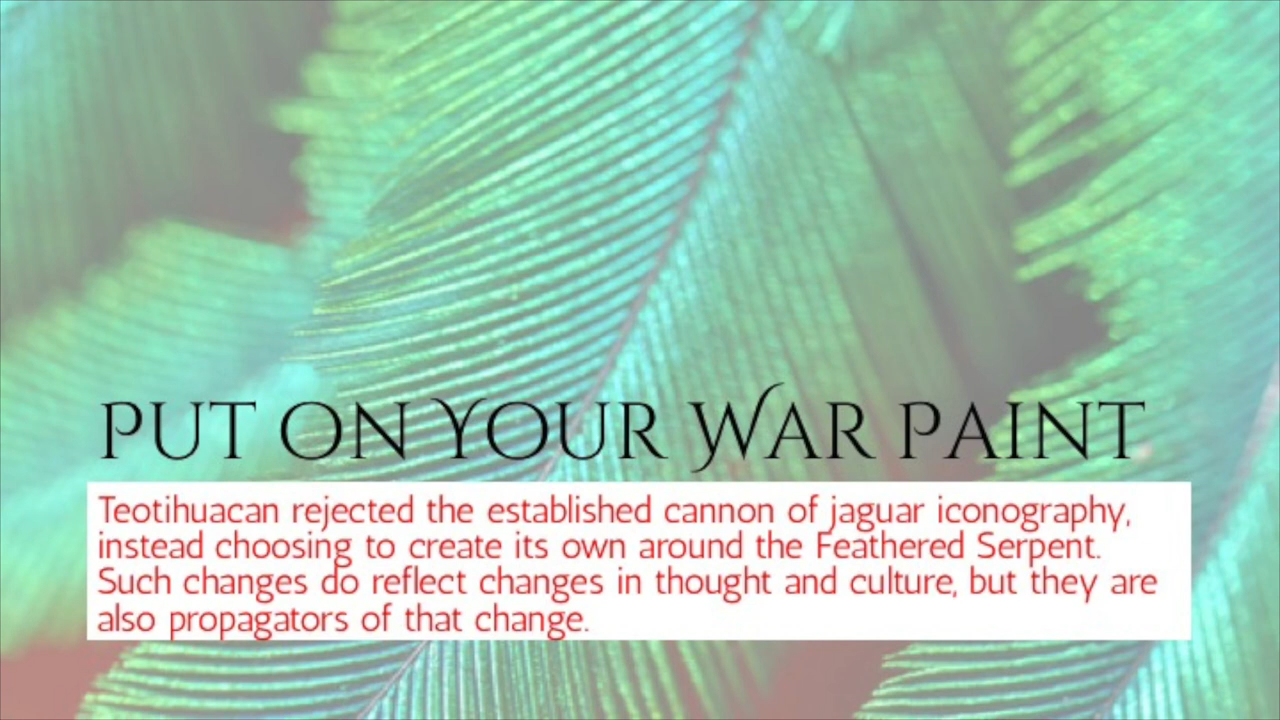 PUT ON YOUR WAR PAINT
Teotihuacan rejected the established cannon of jaguar iconography,
instead choosing to create its own around the Feathered Serpent.
Such changes do reflect changes in thought and culture, but they are
also propagators of that change.